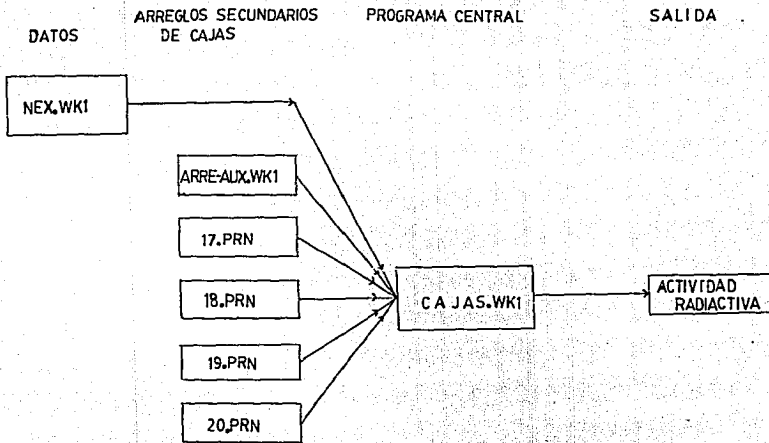 DATOS
ARREGLOS SECUNDARIOS
DE CAJAS
PROGRAMA CENTRAL
SALIDA
NEX.WK1
ARRE-AUX.WK1
17.PRN
18.PRN
19.PRN
20.PRN
CAJAS.WK1
ACTIVIDAD
RADIACTIVA